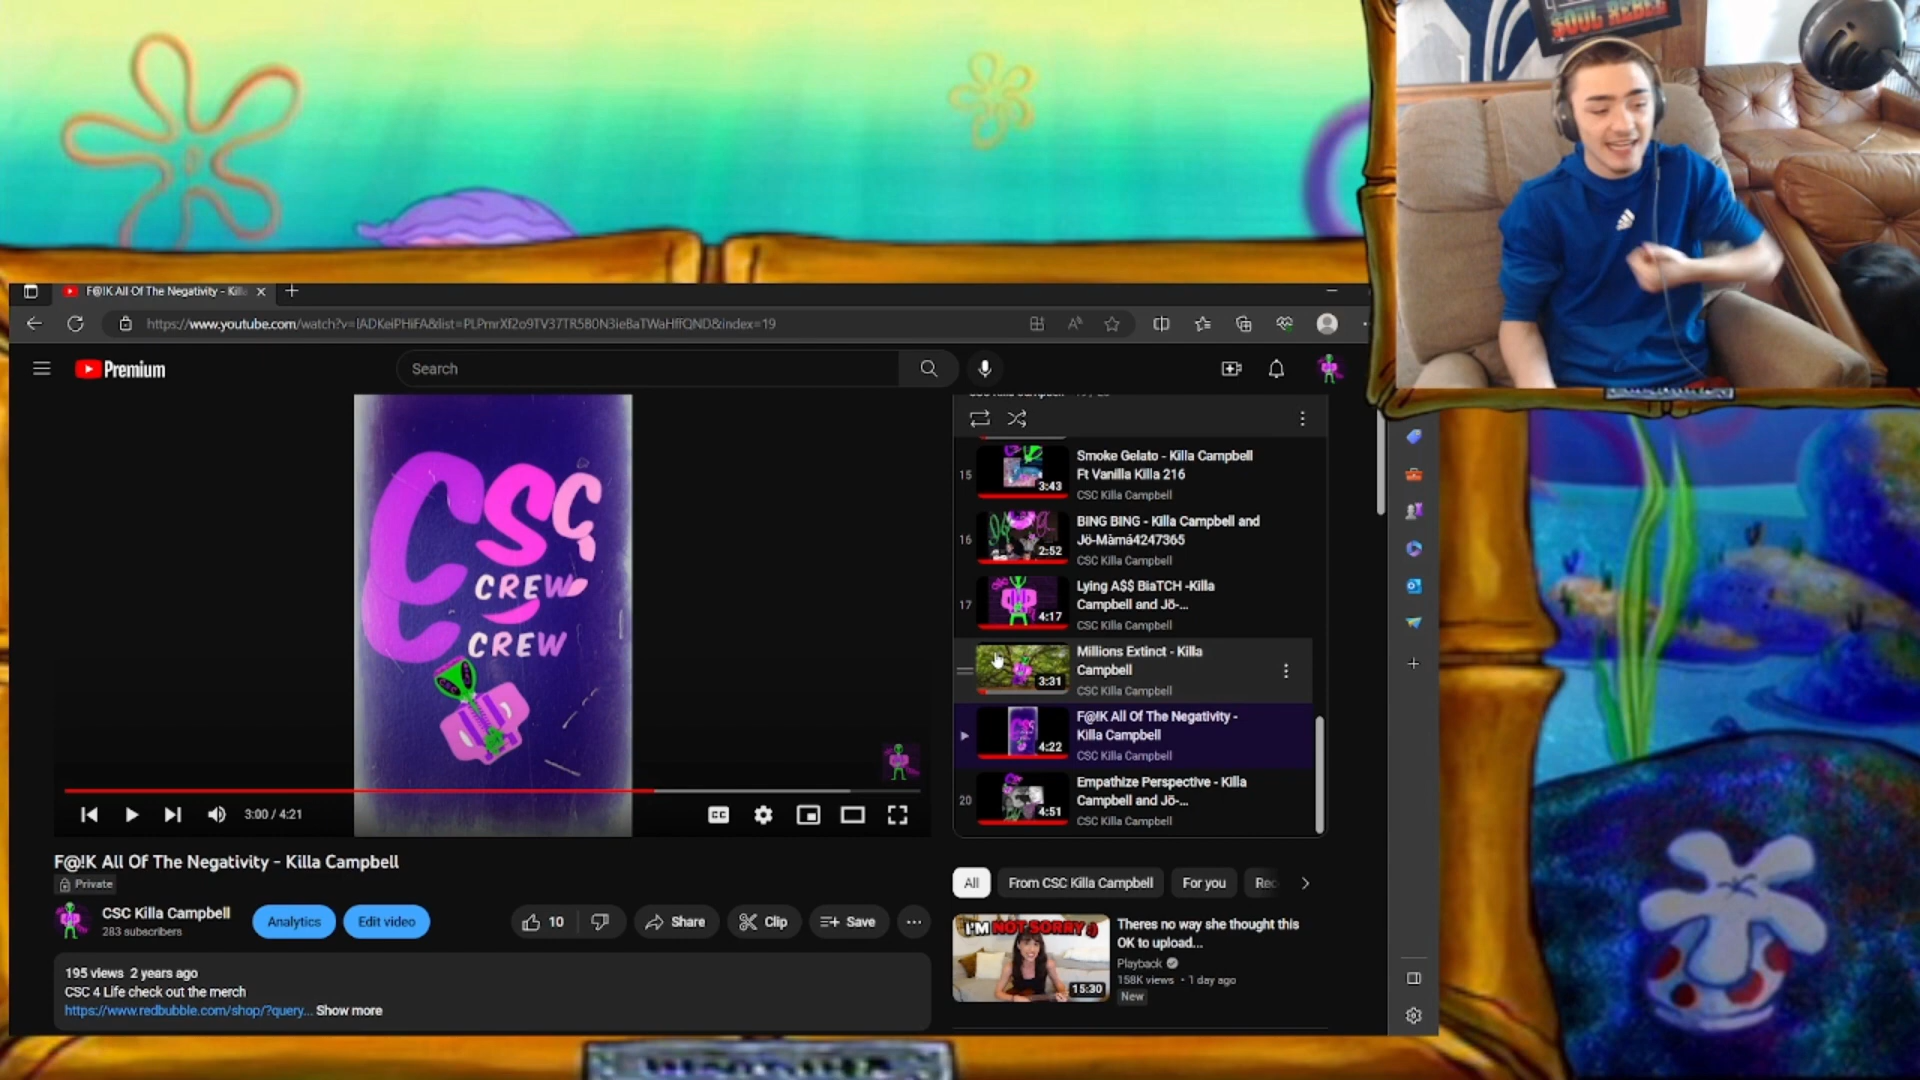 SOUL REBEL
F@!K All Of The Negativity - Kill
https://www.youtube.com/watch?v=lADKeiPHiFA&list=PLPmrXf2o9TV37TR580N3ieBaTWaHffQND&index=19
Premium
Search
CSC
CREW
CREW
3:00 / 4:21
CC
15
3:43
Smoke Gelato - Killa Campbell
Ft Vanilla Killa 216
CSC Killa Campbell
16
2:52
BING BING - Killa Campbell and
Jö-Màmá4247365
CSC Killa Campbell
17
4:17
Lying A$$ BiaTCH -Killa
Campbell and Jö-...
CSC Killa Campbell
3:31
Millions Extinct - Killa
Campbell
CSC Killa Campbell
4:22
F@!K All Of The Negativity -
Killa Campbell
CSC Killa Campbell
20
4:51
Empathize Perspective - Killa
Campbell and Jö-...
CSC Killa Campbell
F@!K All Of The Negativity - Killa Campbell
Private
CSC Killa Campbell
283 subscribers
Analytics
Edit video
10
Share
Clip
Save
195 views 2 years ago
CSC 4 Life check out the merch
https://www.redbubble.com/shop/?query... Show more
All
From CSC Killa Campbell
For you
Rec
I'M NOT SORRY :)
15:30
Theres no way she thought this
OK to upload...
Playback
158K views • 1 day ago
New